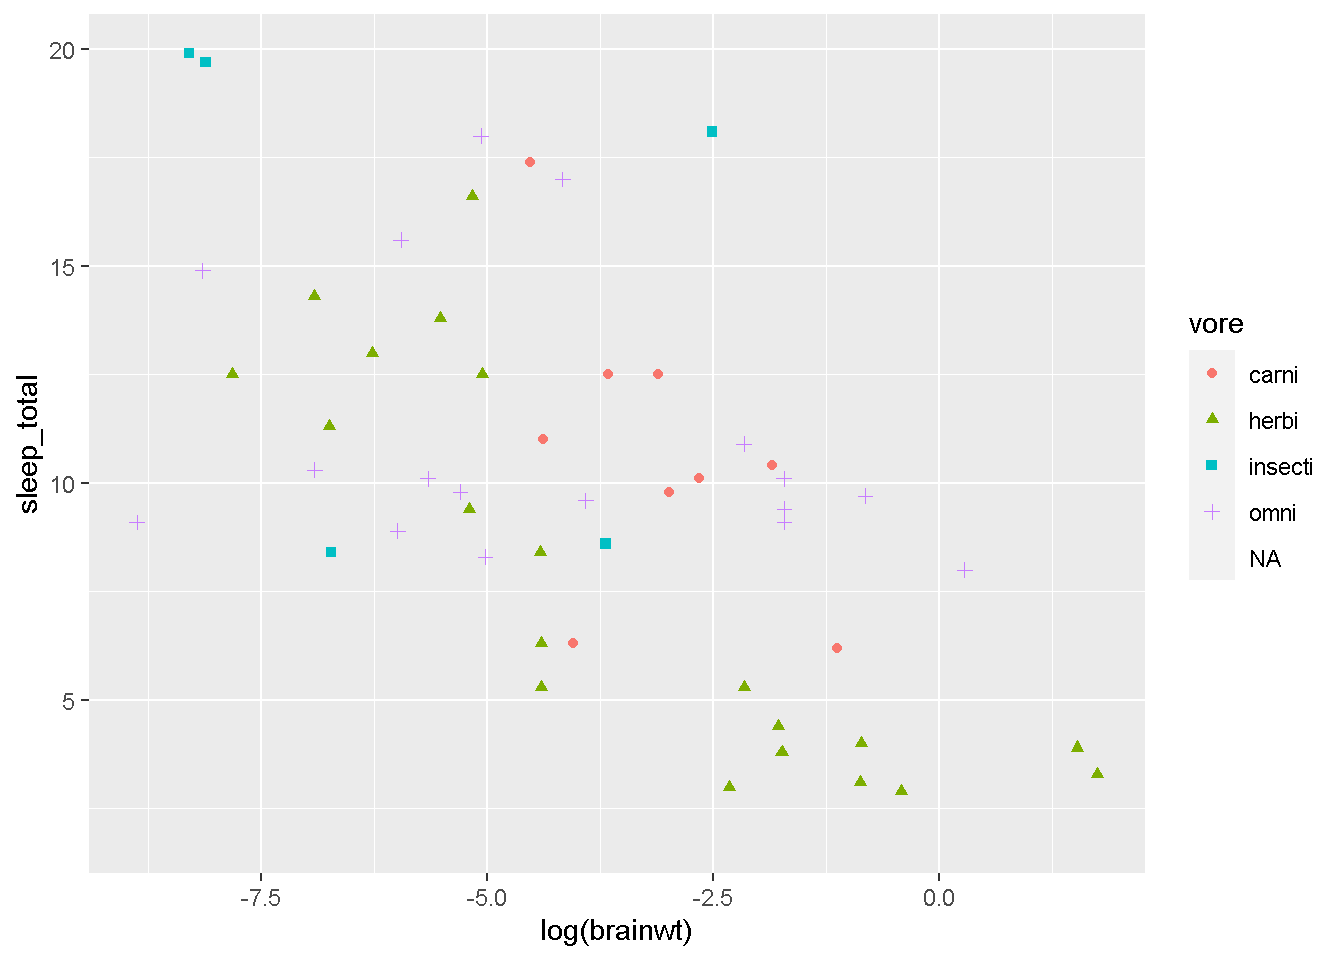 20
15
10
5
sleep_total
-7.5 -5.0 -2.5 0.0
log(brainwt)
vore
carni
herbi
insecti
omni
NA